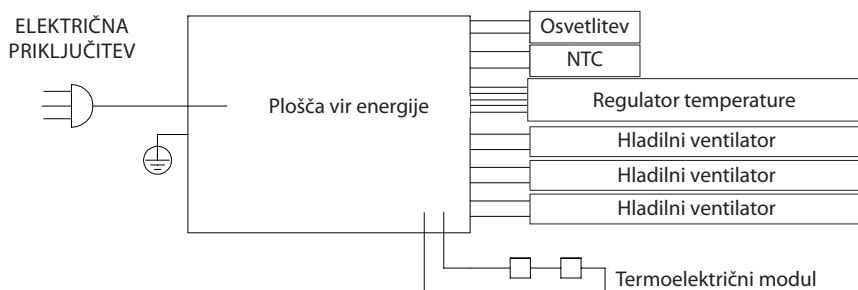 ELEKTRIČNA
PRIKLJUČITEV
Plošča vir energije
Osvetlitev
NTC
Regulator temperature
Hladilni ventilator
Hladilni ventilator
Hladilni ventilator
Termoelektrični modul